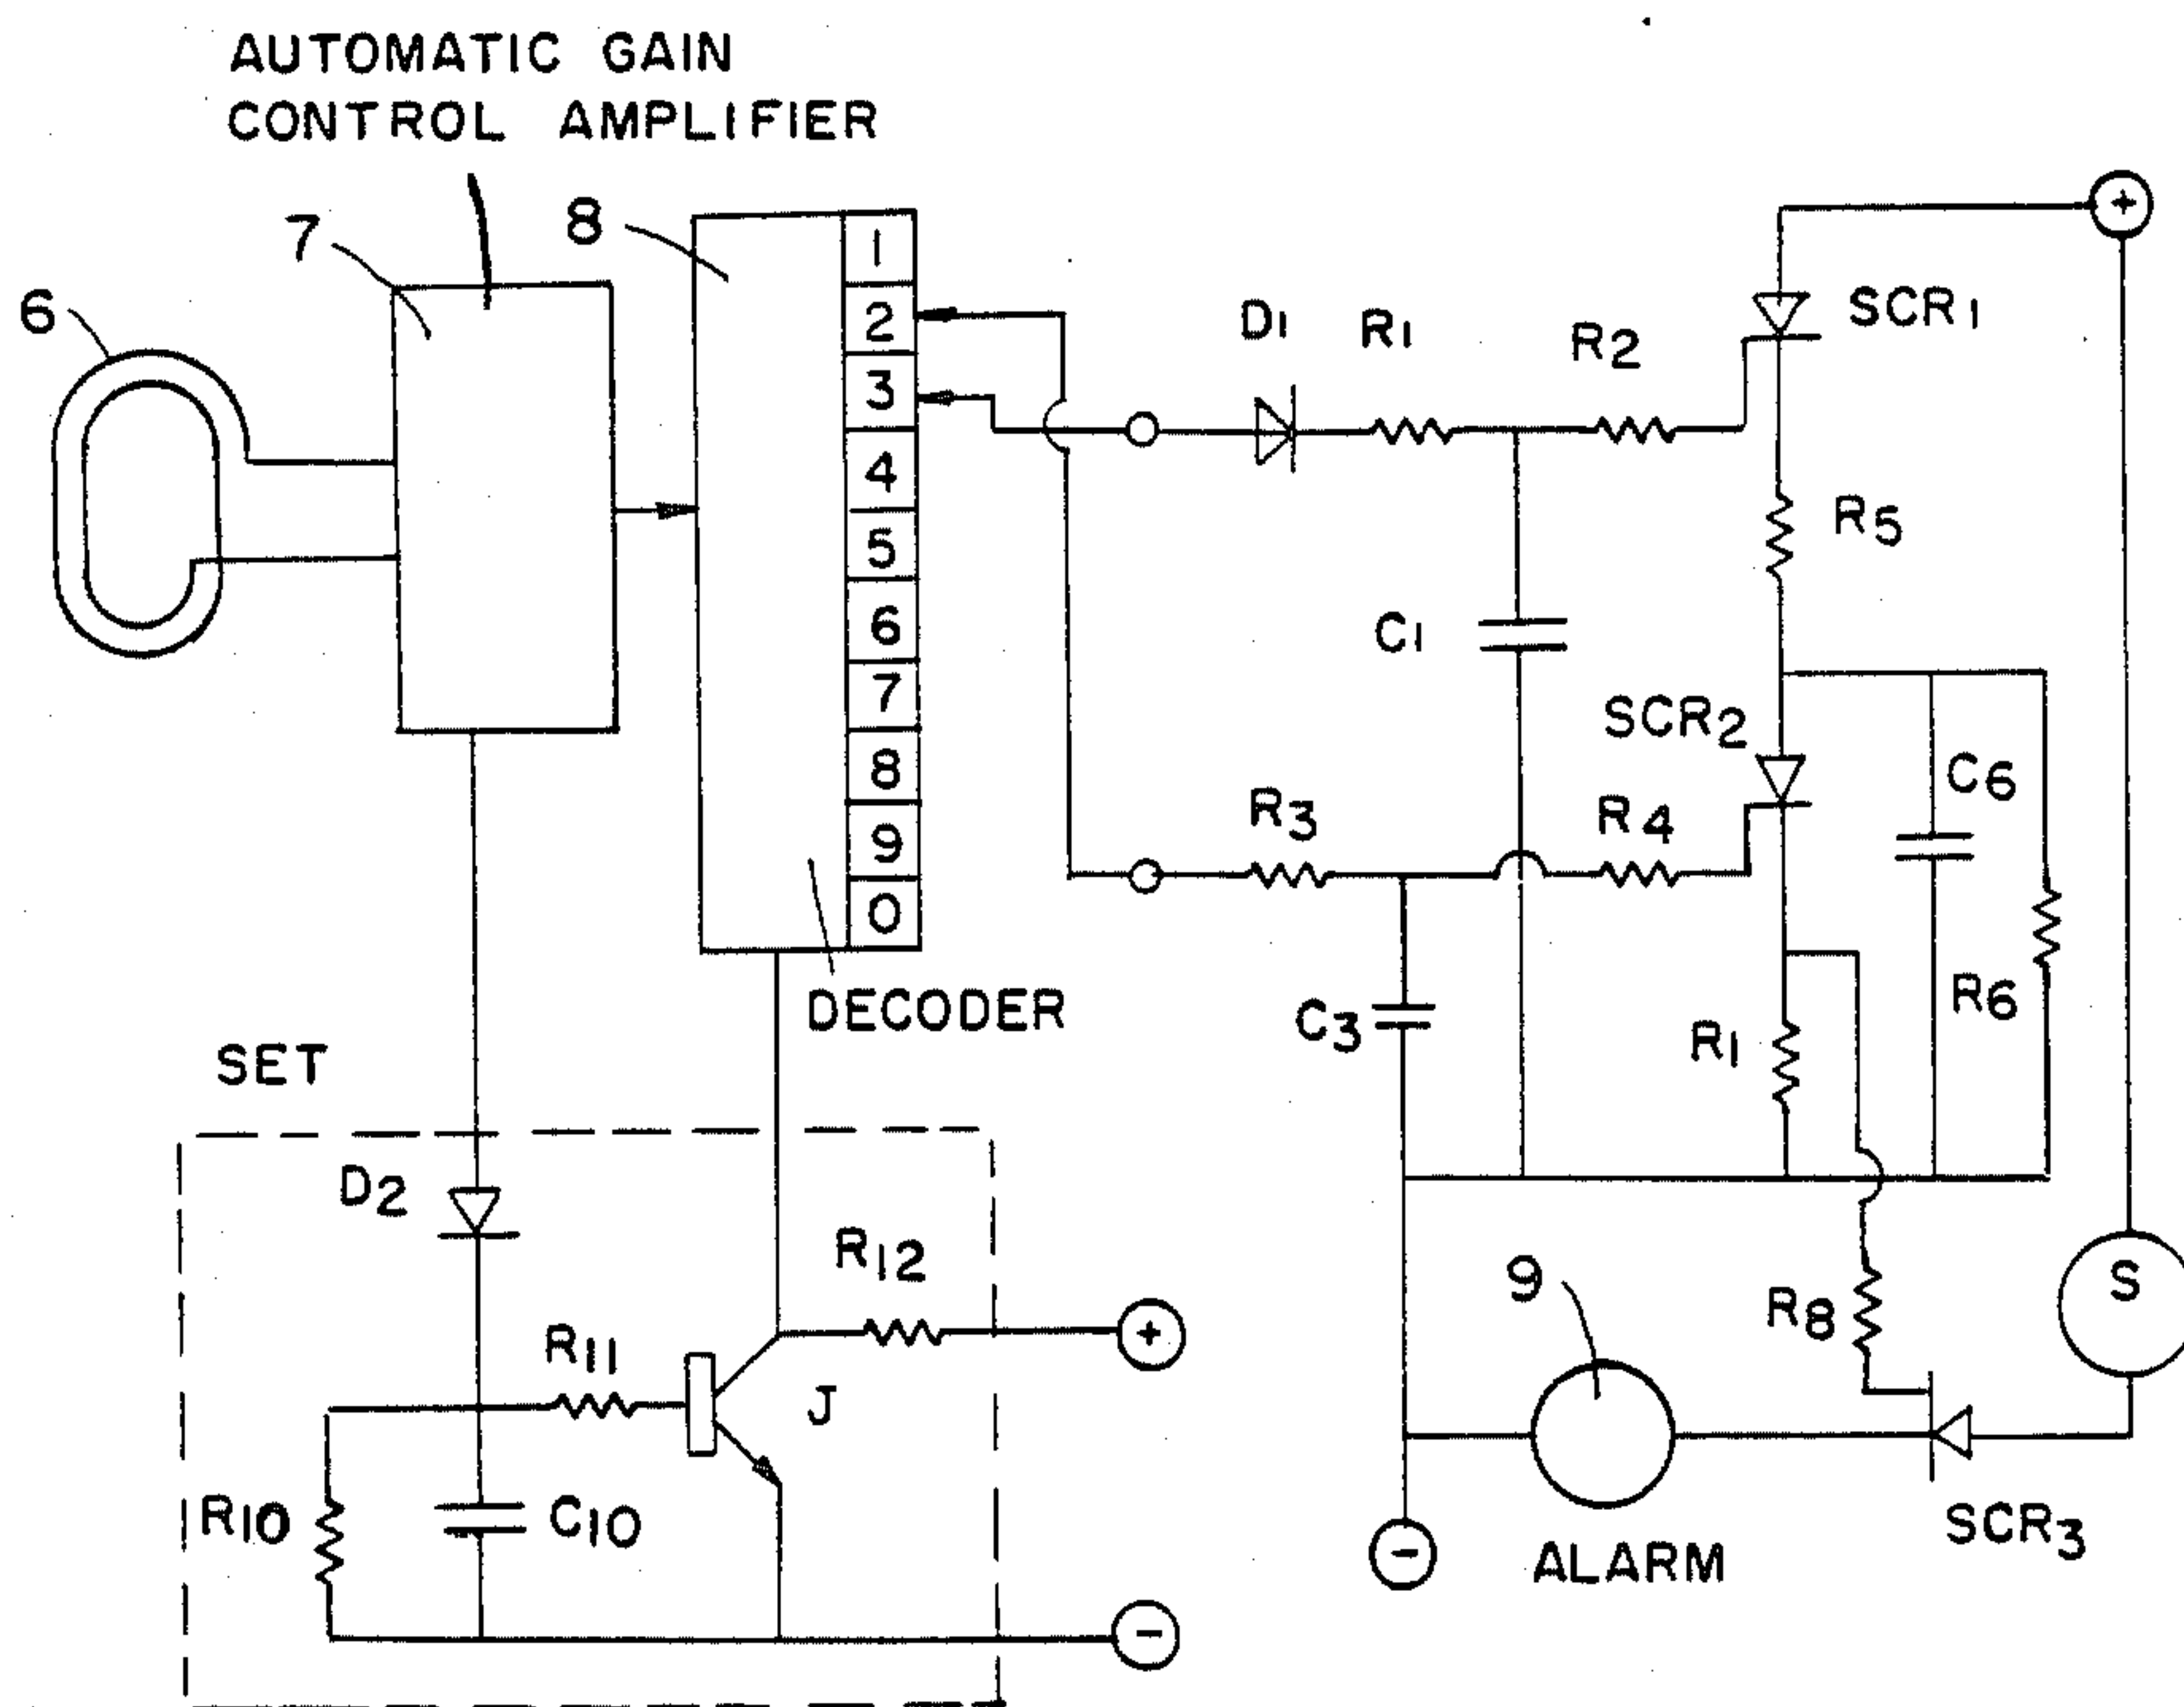 AUTOMATIC GAIN
CONTROL AMPLIFIER
7
8
6
1
2
3
4
5
6
7
8
9
0
D1
R1
R2
SCR1
+
R5
C1
SCR2
C6
R3
R4
R6
C3
R1
DECODER
SET
D2
R12
+
R11
J
R10
C10
-
9
R8
S
SCR3
-
ALARM